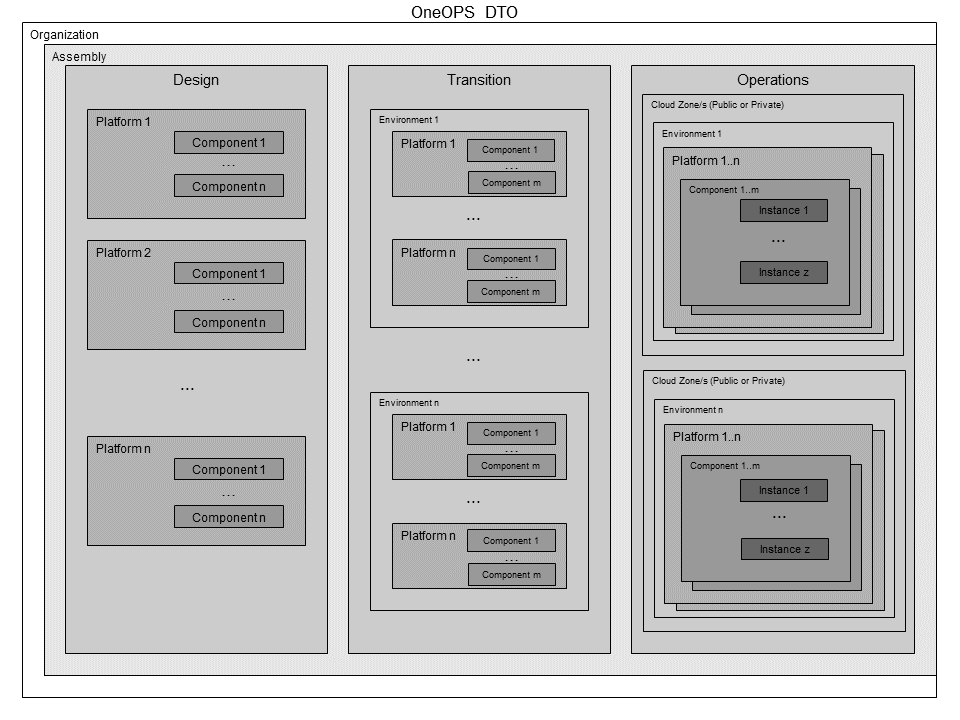 OneOPS DTO
Organization
Assembly
Design
Platform 1
Component 1
...
Component n
Platform 2
Component 1
...
Component n
...
Platform n
Component 1
...
Component n
Transition
Environment 1
Platform 1
Component 1
...
Component m
...
Platform n
Component 1
...
Component m
...
Environment n
Platform 1
Component 1
...
Component m
...
Platform n
Component 1
...
Component m
Operations
Cloud Zone/s (Public or Private)
Environment 1
Platform 1..n
Component 1..m
Instance 1
...
Instance z
Cloud Zone/s (Public or Private)
Environment n
Platform 1..n
Component 1..m
Instance 1
...
Instance z